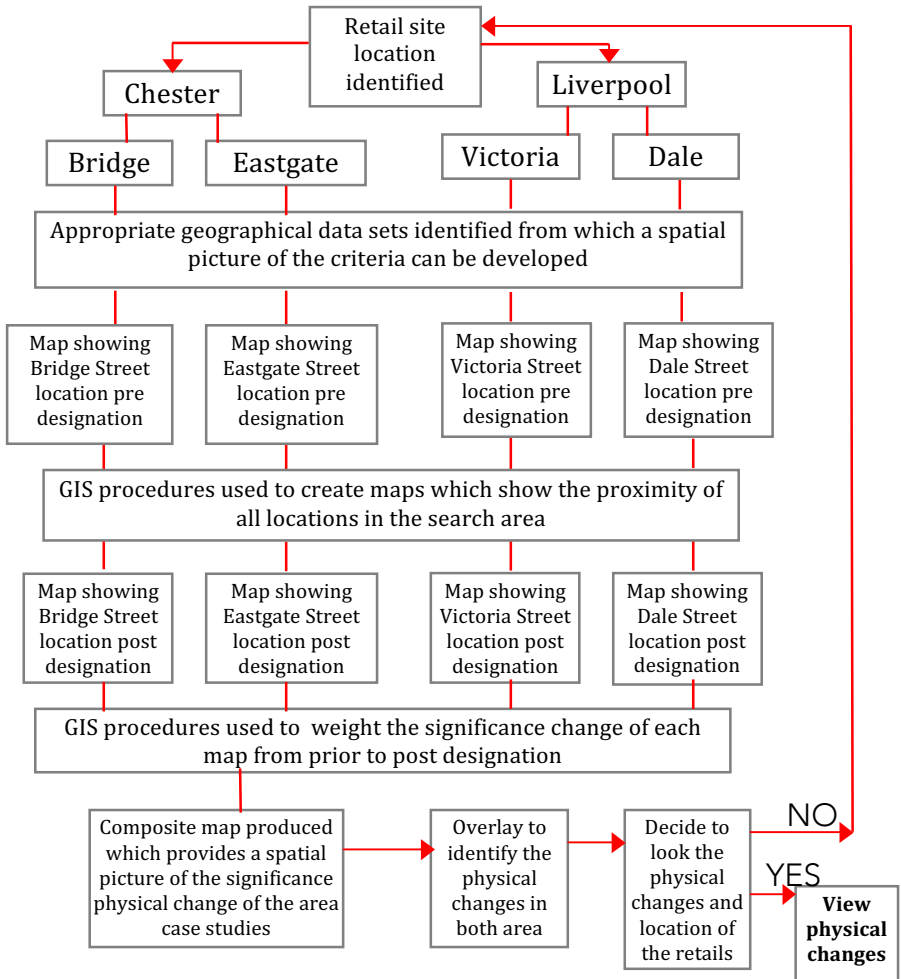 Retail site
location
identified
Chester
Liverpool
Bridge
Eastgate
Victoria
Dale
Appropriate geographical data sets identified from which a spatial
picture of the criteria can be developed
Map showing
Bridge Street
location pre
designation
Map showing
Eastgate Street
location pre
designation
Map showing
Victoria Street
location pre
designation
Map showing
Dale Street
location pre
designation
GIS procedures used to create maps which show the proximity of
all locations in the search area
Map showing
Bridge Street
location post
designation
Map showing
Eastgate Street
location post
designation
Map showing
Victoria Street
location post
designation
Map showing
Dale Street
location post
designation
GIS procedures used to weight the significance change of each
map from prior to post designation
Composite map produced
which provides a spatial
picture of the significance
physical change of the area
case studies
Overlay to
identify the
physical
changes in
both area
Decide to
look the
physical
changes and
location of
the retails
NO
YES
View
physical
changes